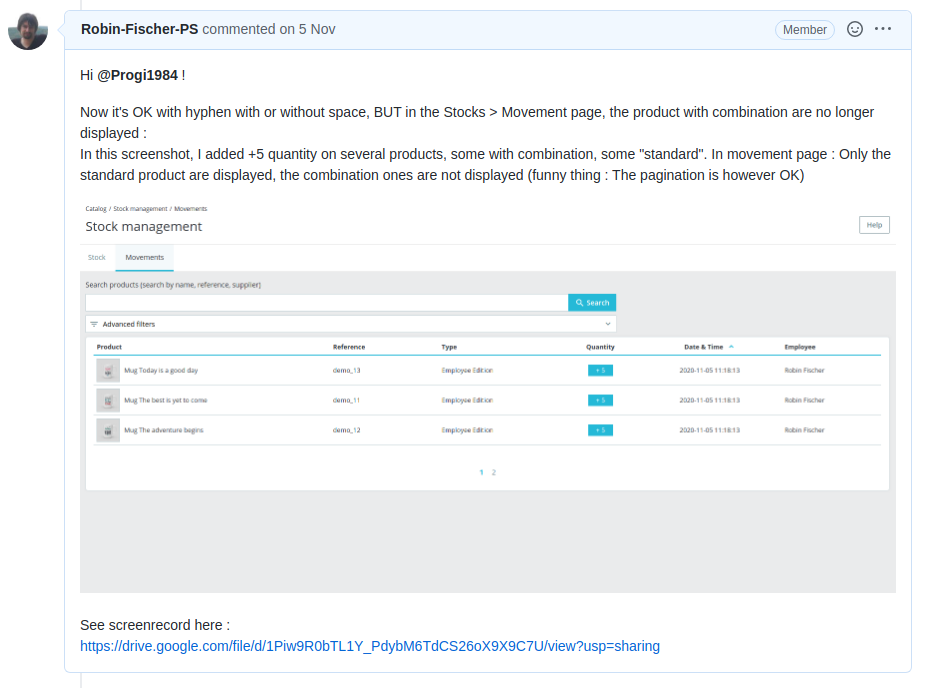 Robin-Fischer-PS commented on 5 Nov
Member
Hi @Progi1984 !
Now it's OK with hyphen with or without space, BUT in the Stocks > Movement page, the product with combination are no longer
displayed :
In this screenshot, I added +5 quantity on several products, some with combination, some "standard". In movement page : Only the
standard product are displayed, the combination ones are not displayed (funny thing : The pagination is however OK)
Catalog / Stock management / Movements
Stock management
Help
Stock Movements
Search products (search by name, reference, supplier)
Search
Advanced filters
Product Reference Type Quantity Date & Time Employee
Mug Today is a good day demo_13 Employee Edition + 5 2020-11-05 11:18:13 Robin Fischer
Mug The best is yet to come demo_11 Employee Edition + 5 2020-11-05 11:18:13 Robin Fischer
Mug The adventure begins demo_12 Employee Edition + 5 2020-11-05 11:18:13 Robin Fischer
1 2
See screenrecord here :
https://drive.google.com/file/d/1Piw9R0bTL1Y_PdybM6TdCS26oX9X9C7U/view?usp=sharing